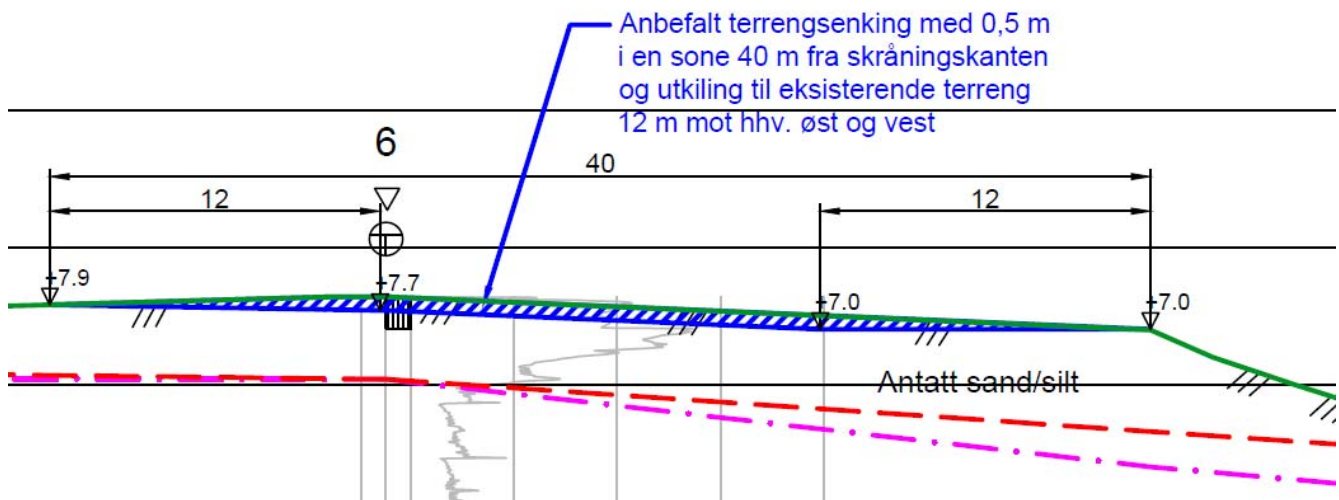 Anbefalt terrengsenking med 0,5 m
i en sone 40 m fra skråningskanten
og utkiling til eksisterende terreng
12 m mot hhv. øst og vest
6
40
12
12
+7.9
+7.7
+7.0
+7.0
Antatt sand/silt